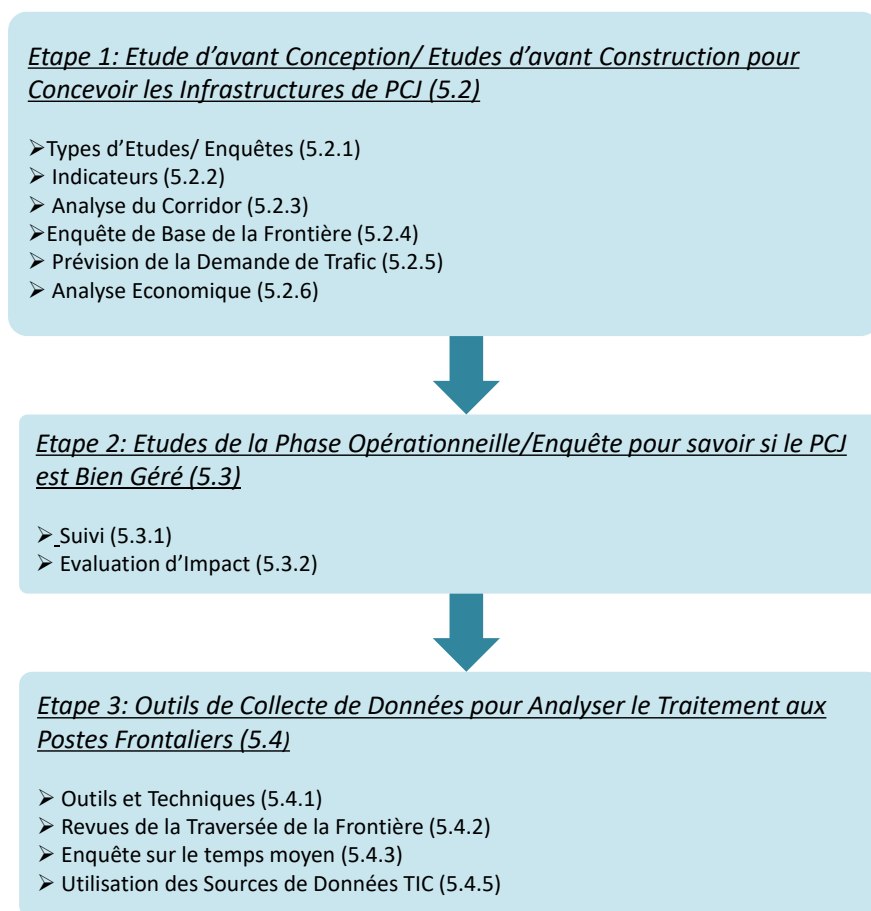 Etape 1: Etude d'avant Conception/ Etudes d'avant Construction pour
Concevoir les Infrastructures de PCJ (5.2)
➢Types d'Etudes/ Enquêtes (5.2.1)
➢ Indicateurs (5.2.2)
➢ Analyse du Corridor (5.2.3)
➢Enquête de Base de la Frontière (5.2.4)
➢ Prévision de la Demande de Trafic (5.2.5)
➢ Analyse Economique (5.2.6)
Etape 2: Etudes de la Phase Opérationneille/Enquête pour savoir si le PCJ
est Bien Géré (5.3)
➢ Suivi (5.3.1)
➢ Evaluation d'Impact (5.3.2)
Etape 3: Outils de Collecte de Données pour Analyser le Traitement aux
Postes Frontaliers (5.4)
➢ Outils et Techniques (5.4.1)
➢ Revues de la Traversée de la Frontière (5.4.2)
➢ Enquête sur le temps moyen (5.4.3)
➢ Utilisation des Sources de Données TIC (5.4.5)